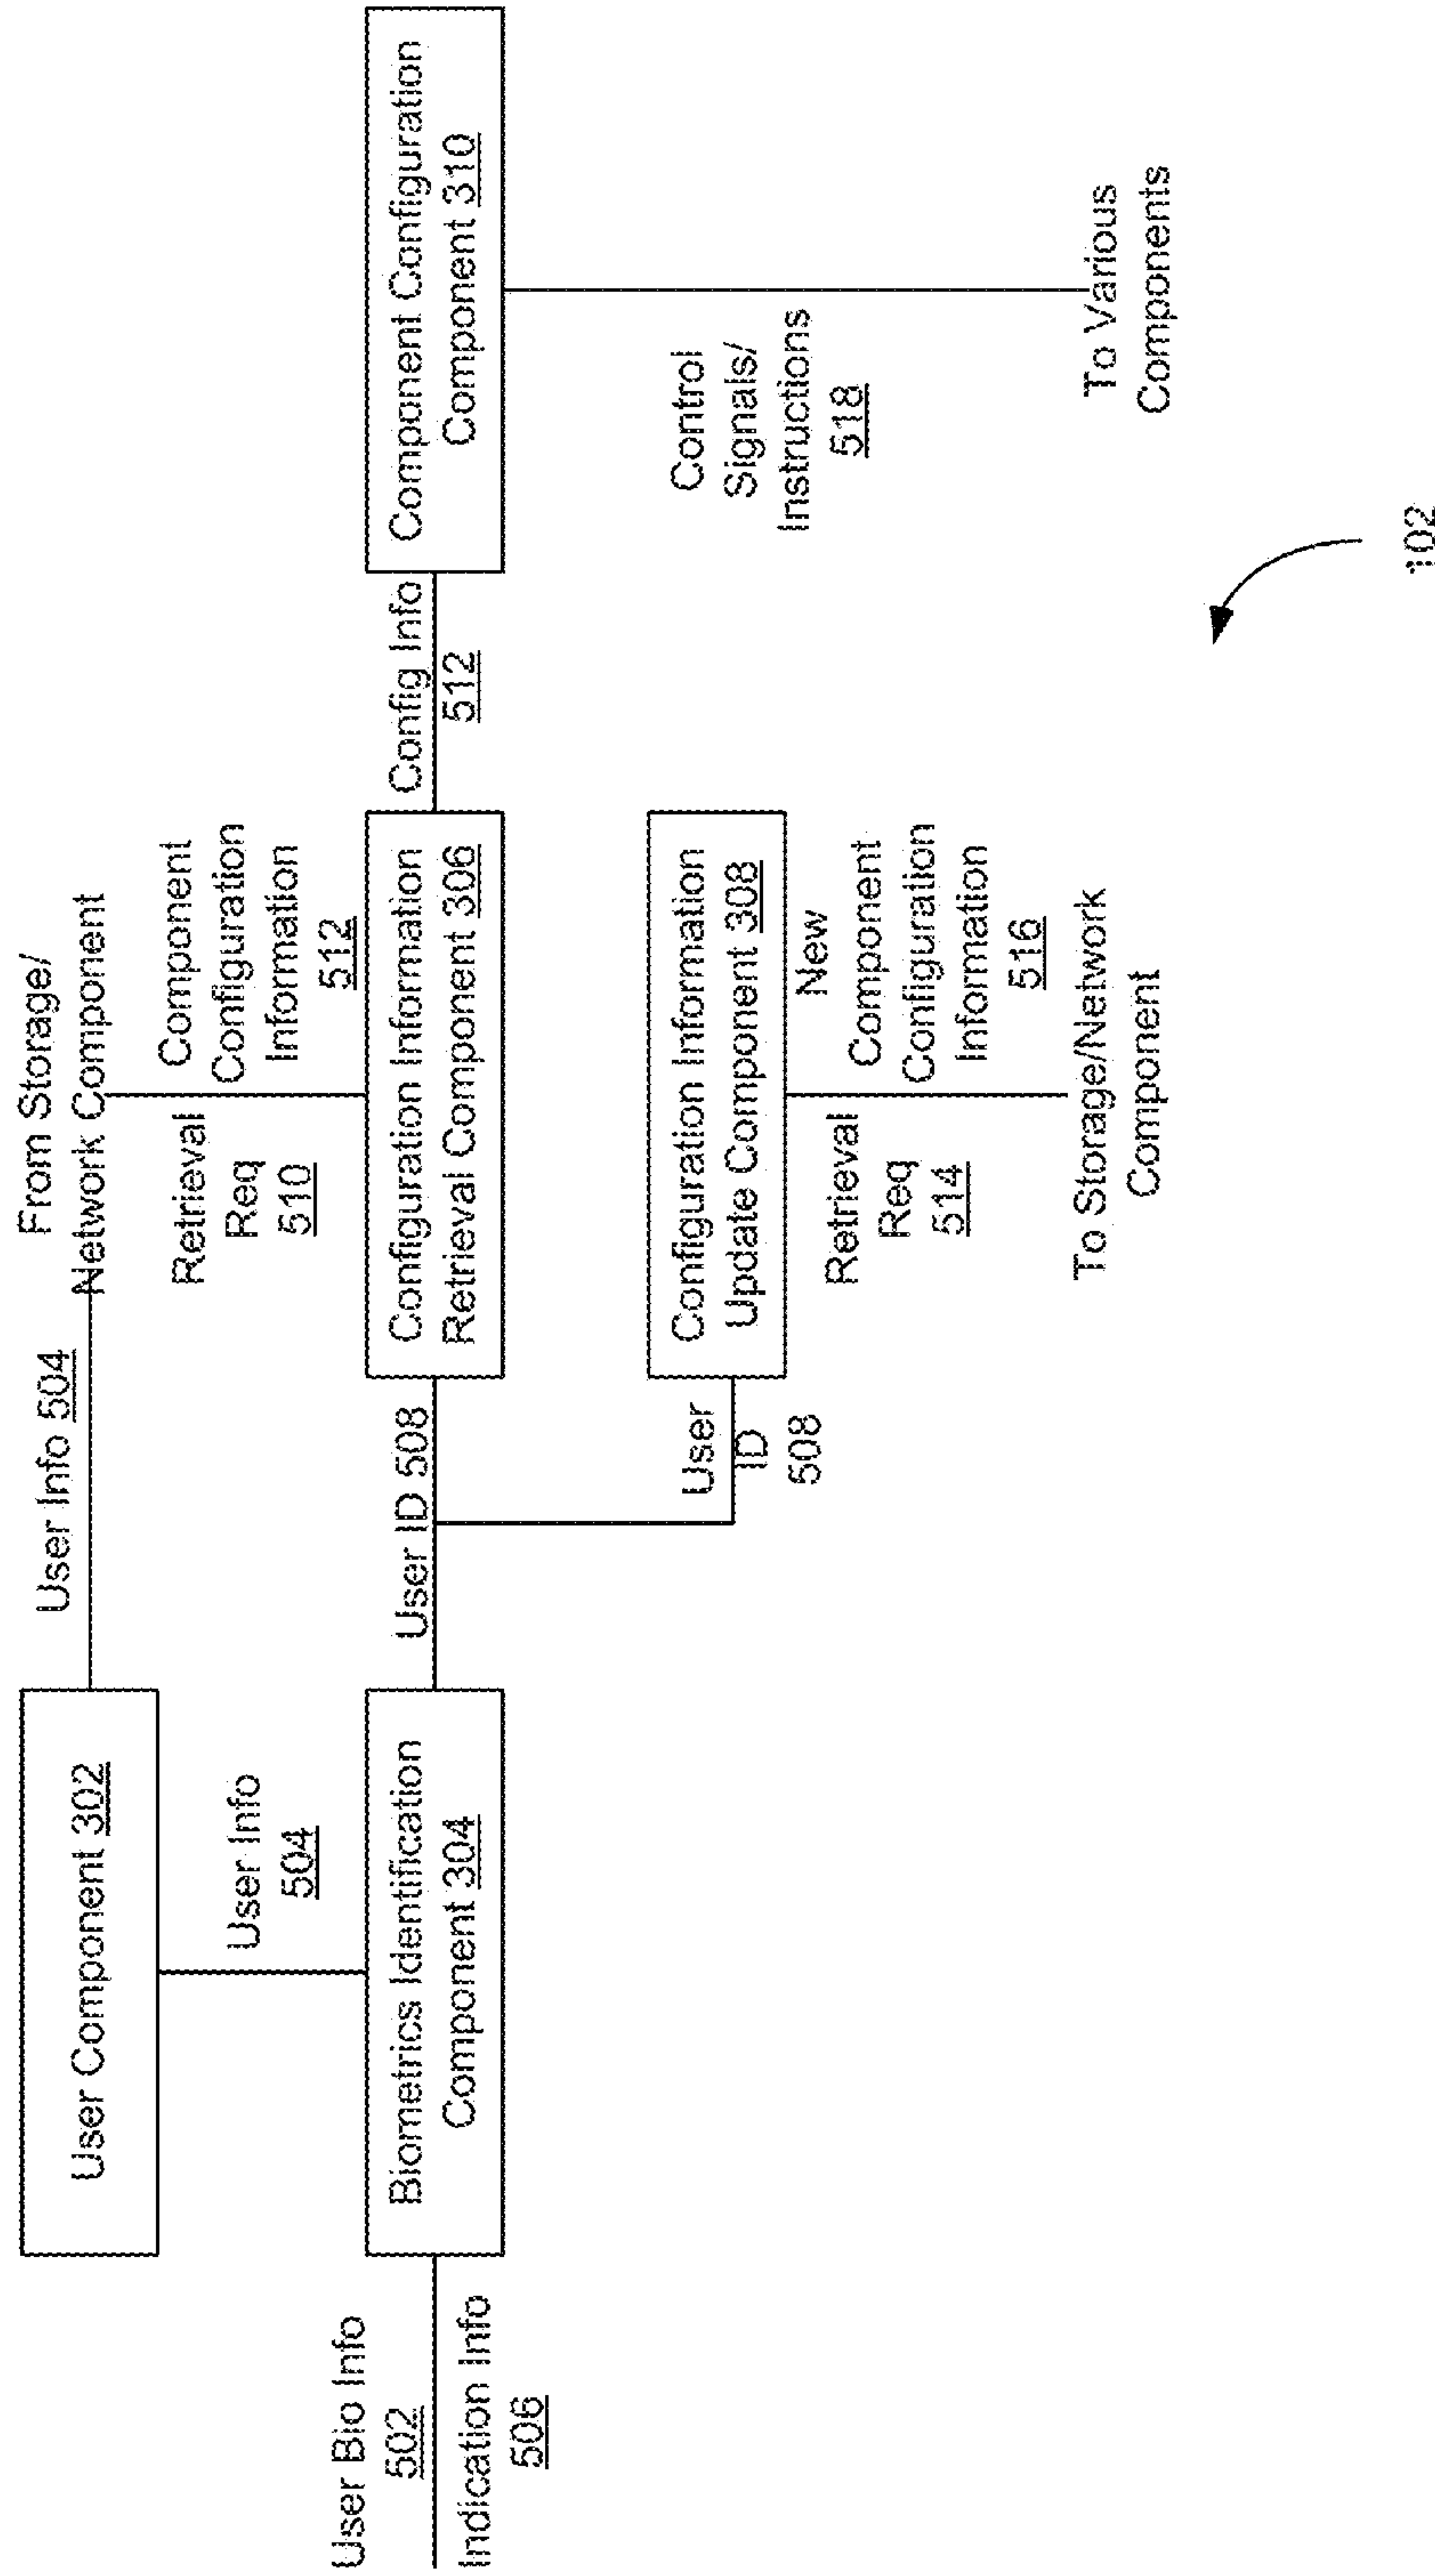 User Component 302
User Info 504
From Storage/
Network Component
User Info
504
Retrieval
Req
510
Component
Configuration
Information
512
User Bio Info
502
Indication Info
506
Biometrics Identification
Component 304
User ID 508
Configuration Information
Retrieval Component 306
Config Info
512
Component Configuration
Component 310
User
ID
508
Configuration Information
Update Component 308
Retrieval
Req
514
New
Component
Configuration
Information
516
To Storage/Network
Component
Control
Signals/
Instructions
518
To Various
Components
102